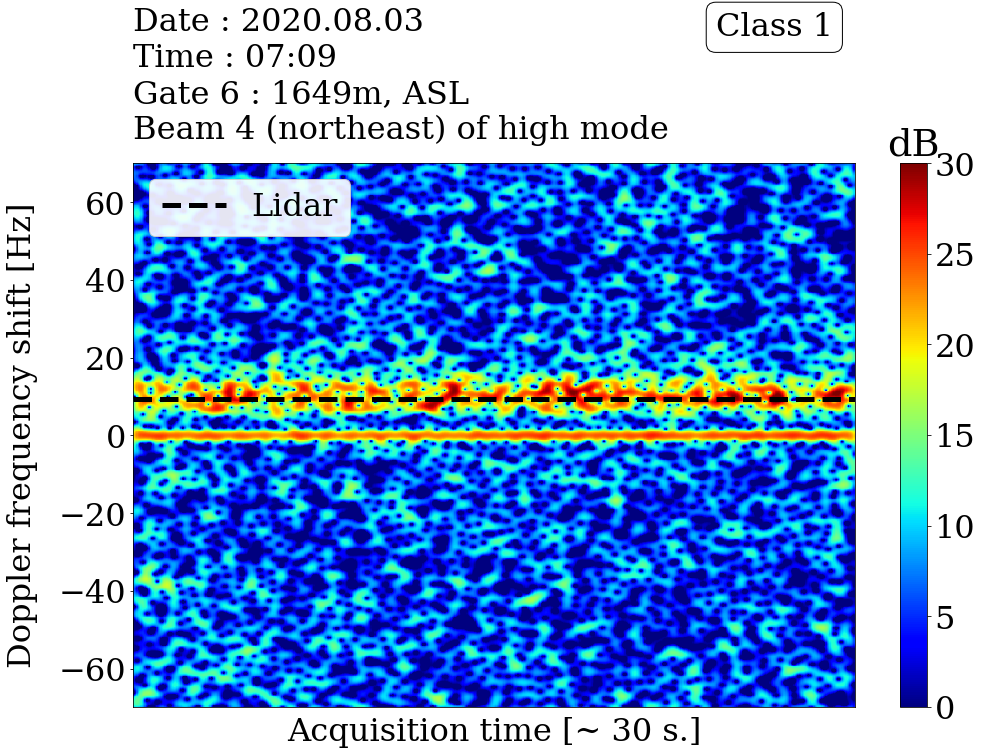 Date : 2020.08.03
Time : 07:09
Gate 6 : 1649m, ASL
Beam 4 (northeast) of high mode
Class 1
dB
Lidar
Doppler frequency shift [Hz]
60
40
20
0
−20
−40
−60
30
25
20
15
10
5
0
Acquisition time [~ 30 s.]